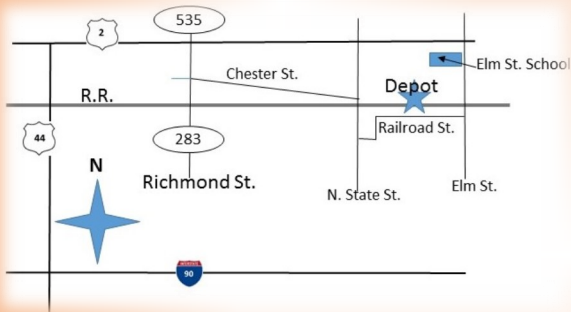 535
2
Elm St. School
Chester St.
Depot
R.R.
Railroad St.
44
283
N
Richmond St.
Elm St.
N. State St.
90